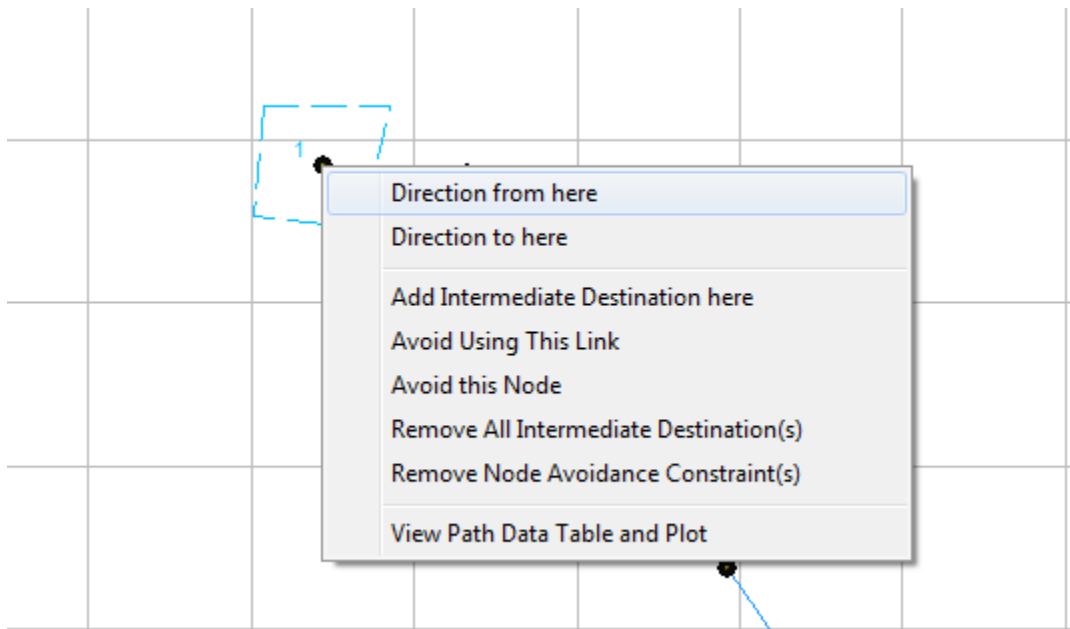 1
Direction from here
Direction to here
Add Intermediate Destination here
Avoid Using This Link
Avoid this Node
Remove All Intermediate Destination(s)
Remove Node Avoidance Constraint(s)
View Path Data Table and Plot